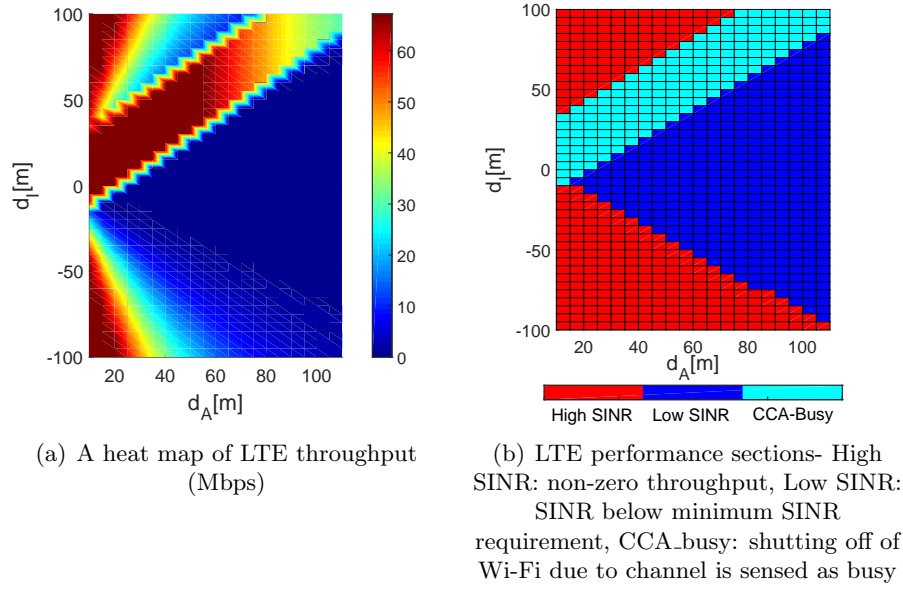 100
50
0
-50
-100
d_I[m]
20 40 60 80 100
d_A[m]
60
50
40
30
20
10
0
(a) A heat map of LTE throughput
(Mbps)
100
50
0
-50
-100
d_I[m]
20 40 60 80 100
d_A[m]
High SINR Low SINR CCA-Busy
(b) LTE performance sections- High
SINR: non-zero throughput, Low SINR:
SINR below minimum SINR
requirement, CCA_busy: shutting off of
Wi-Fi due to channel is sensed as busy